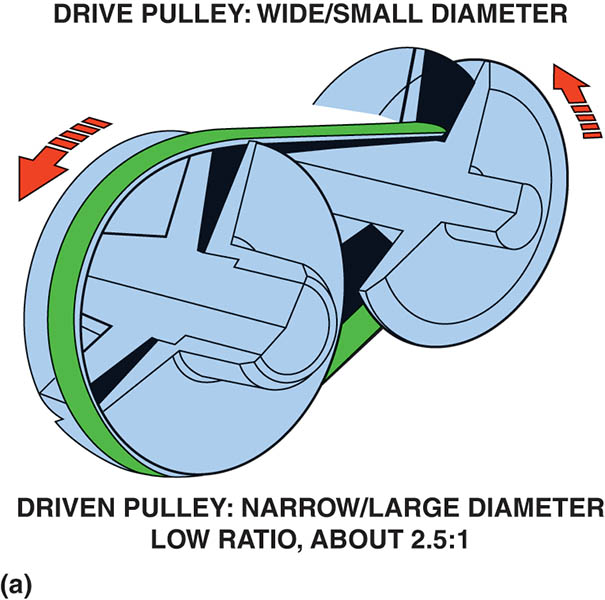 DRIVE PULLEY: WIDE/SMALL DIAMETER
DRIVEN PULLEY: NARROW/LARGE DIAMETER
LOW RATIO, ABOUT 2.5:1
(a)